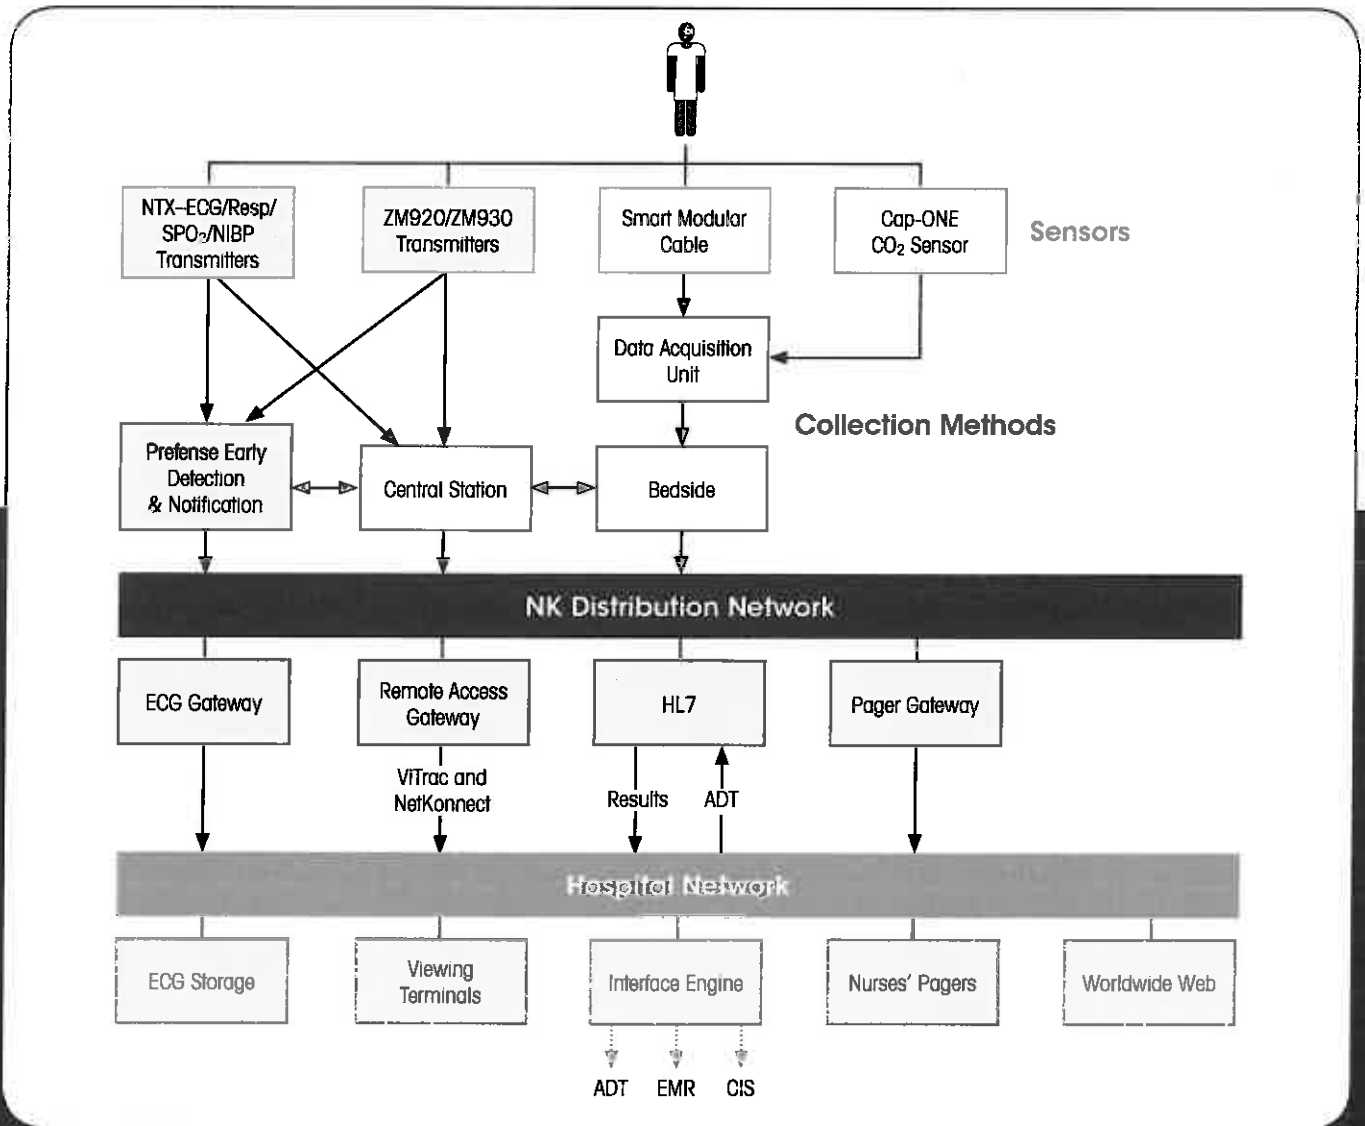 NTX–ECG/Resp/
SPO₂/NIBP
Transmitters
ZM920/ZM930
Transmitters
Smart Modular
Cable
Cap-ONE
CO₂ Sensor
Sensors
Data Acquisition
Unit
Collection Methods
Prefense Early
Detection
& Notification
Central Station
Bedside
NK Distribution Network
ECG Gateway
Remote Access
Gateway
HL7
Pager Gateway
ViTrac and
NetKonnect
Results
ADT
Hospital Network
ECG Storage
Viewing
Terminals
Interface Engine
Nurses' Pagers
Worldwide Web
ADT
EMR
CIS